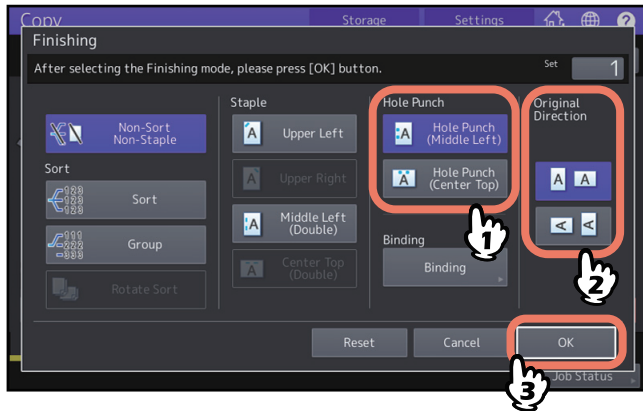 Copy
Storage
Settings
Finishing
After selecting the Finishing mode, please press [OK] button.
Set
1
Non-Sort
Non-Staple
Sort
Sort
Group
Rotate Sort
Staple
Upper Left
Upper Right
Middle Left
(Double)
Center Top
(Double)
Hole Punch
Hole Punch
(Middle Left)
Hole Punch
(Center Top)
1
Binding
Binding
Original
Direction
2
Reset
Cancel
OK
3
Job Status